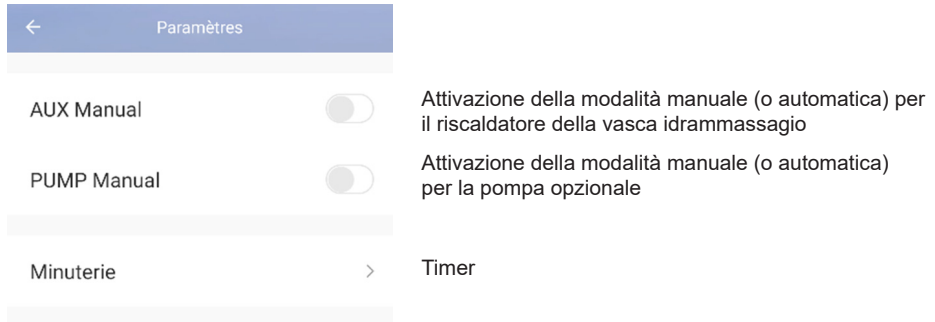 Paramètres
AUX Manual
Attivazione della modalità manuale (o automatica) per
il riscaldatore della vasca idrammassagio
PUMP Manual
Attivazione della modalità manuale (o automatica)
per la pompa opzionale
Minuterie
Timer